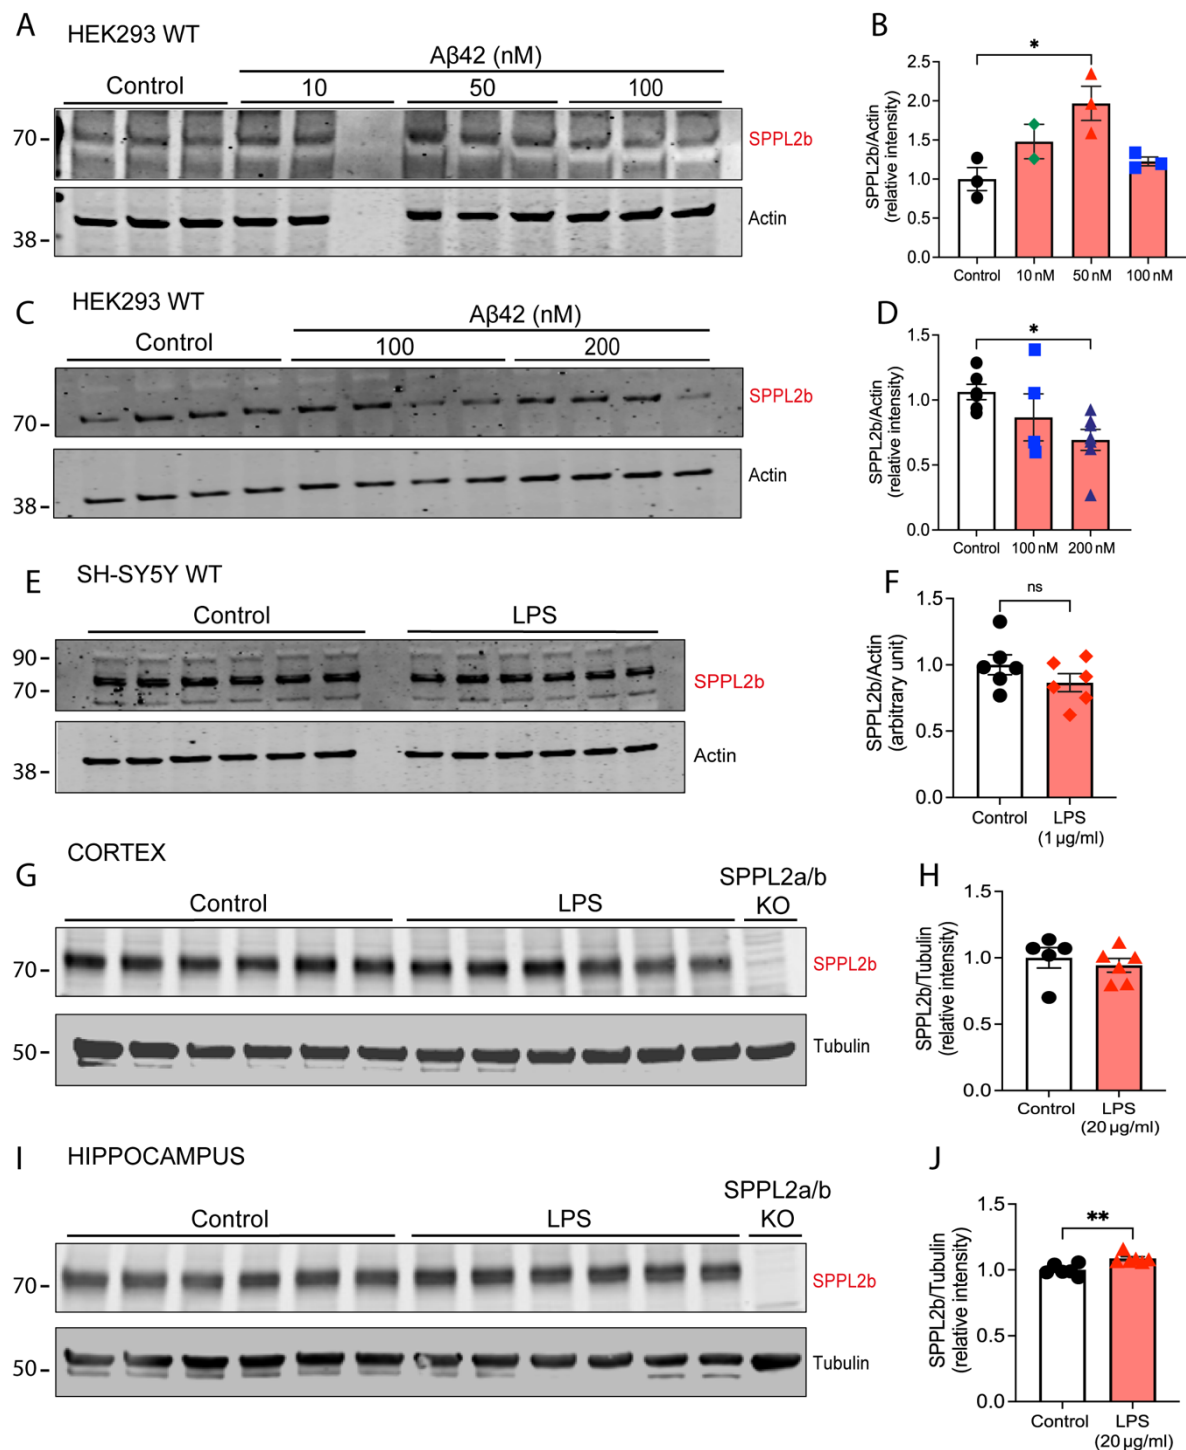 A
HEK293 WT
Aβ42 (nM)
Control 10 50 100
70
SPPL2b
38
Actin
B
*
SPPL2b/Actin
(relative intensity)
2.5
2.0
1.5
1.0
0.5
0.0
Control 10 nM 50 nM 100 nM
C
HEK293 WT
Aβ42 (nM)
Control 100 200
70
SPPL2b
38
Actin
D
*
SPPL2b/Actin
(relative intensity)
1.5
1.0
0.5
0.0
Control 100 nM 200 nM
E
SH-SY5Y WT
Control LPS
90
70
SPPL2b
38
Actin
F
ns
SPPL2b/Actin
(arbitrary unit)
1.5
1.0
0.5
0.0
Control LPS
(1 µg/ml)
G
CORTEX
Control LPS SPPL2a/b
KO
70
SPPL2b
50
Tubulin
H
SPPL2b/Tubulin
(relative intensity)
1.5
1.0
0.5
0.0
Control LPS
(20 µg/ml)
I
HIPPOCAMPUS
Control LPS SPPL2a/b
KO
70
SPPL2b
50
Tubulin
J
**
SPPL2b/Tubulin
(relative intensity)
1.5
1.0
0.5
0.0
Control LPS
(20 µg/ml)